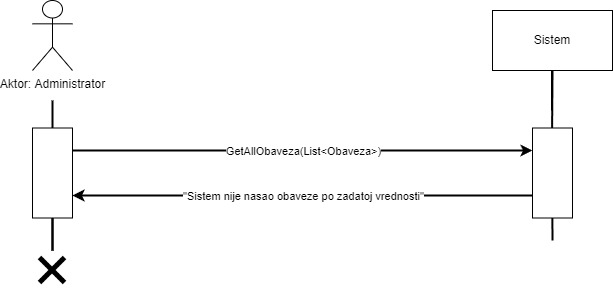 Sistem
Aktor: Administrator
GetAllObaveza(List<Obaveza>)
"Sistem nije nasao obaveze po zadatoj vrednosti"